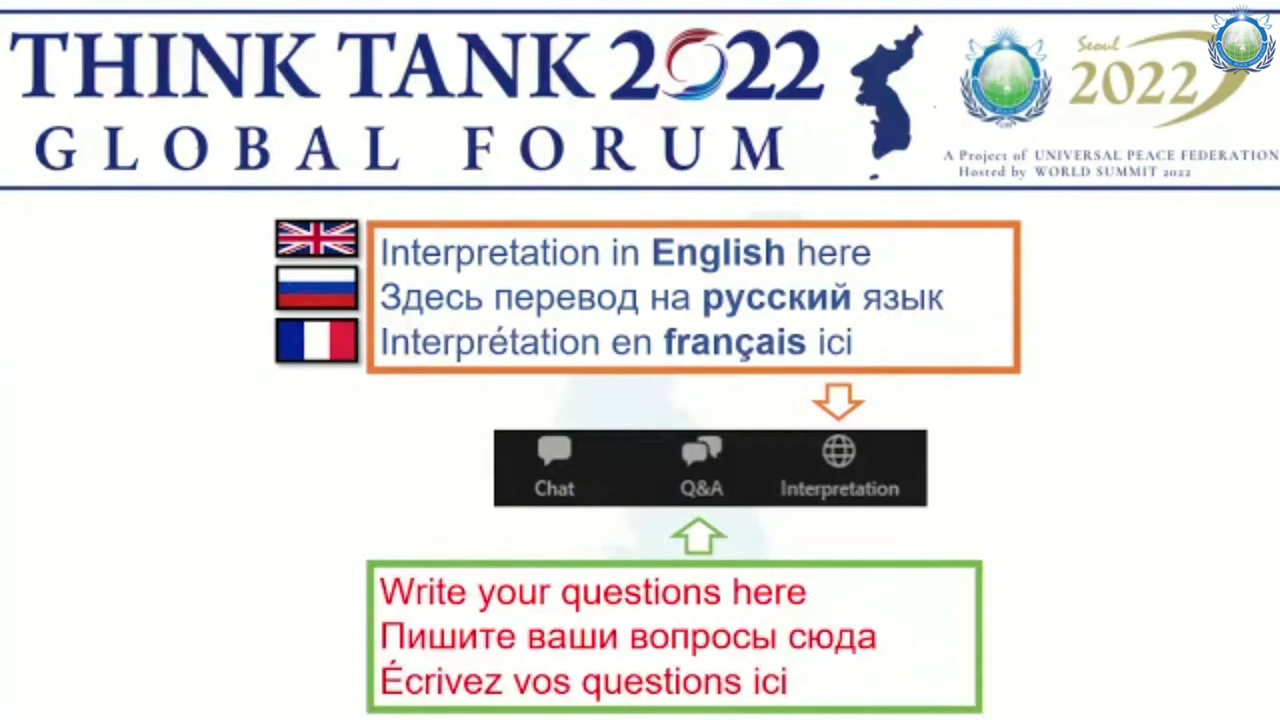 THINK TANK 2022
GLOBAL FORUM
Seoul
2022
A Project of UNIVERSAL PEACE FEDERATION
Hosted by WORLD SUMMIT 2022
Interpretation in English here
Здесь перевод на русский язык
Interprétation en français ici
Chat
Q&A
Interpretation
Write your questions here
Пишите ваши вопросы сюда
Écrivez vos questions ici